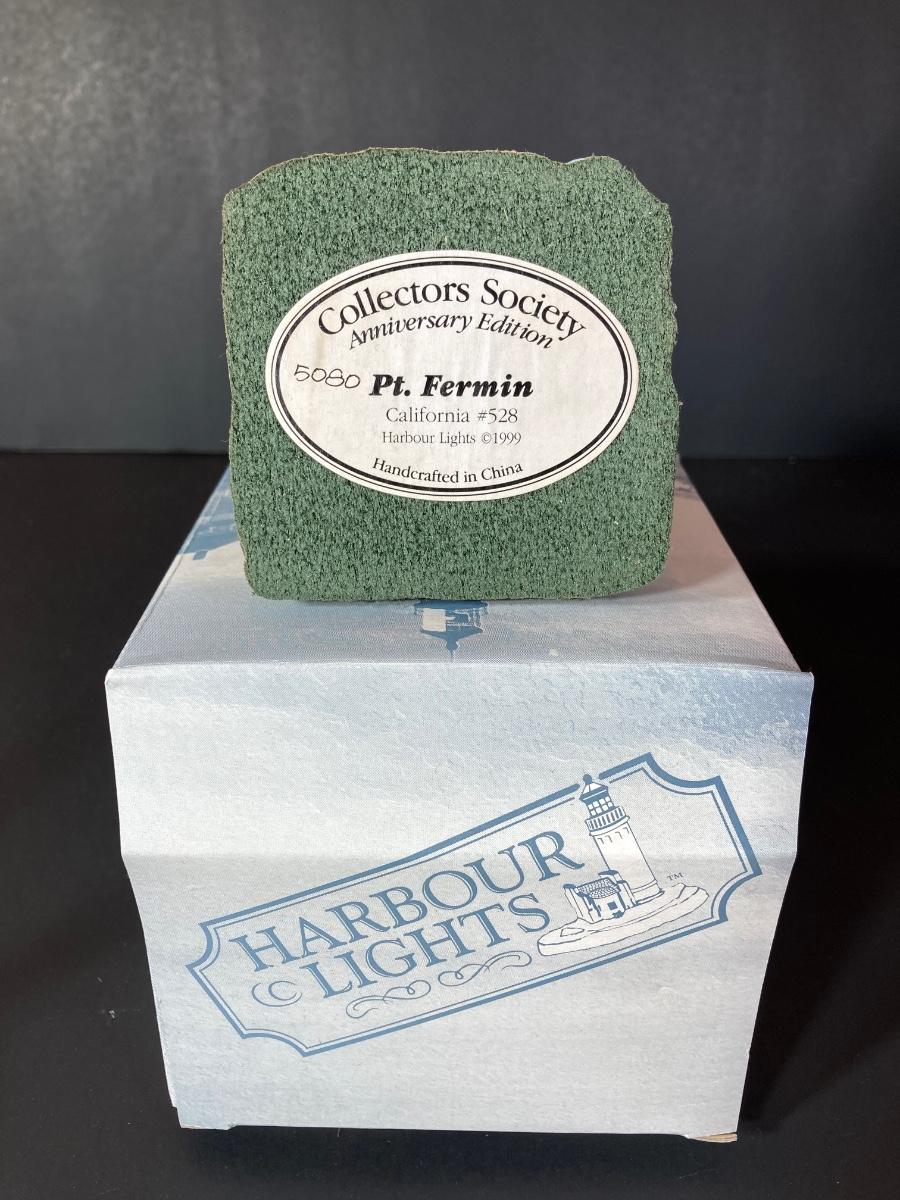 Collectors Society
Anniversary Edition
5080 Pt. Fermin
California #528
Harbour Lights ©1999
Handcrafted in China
HARBOUR
© LIGHTS
TM